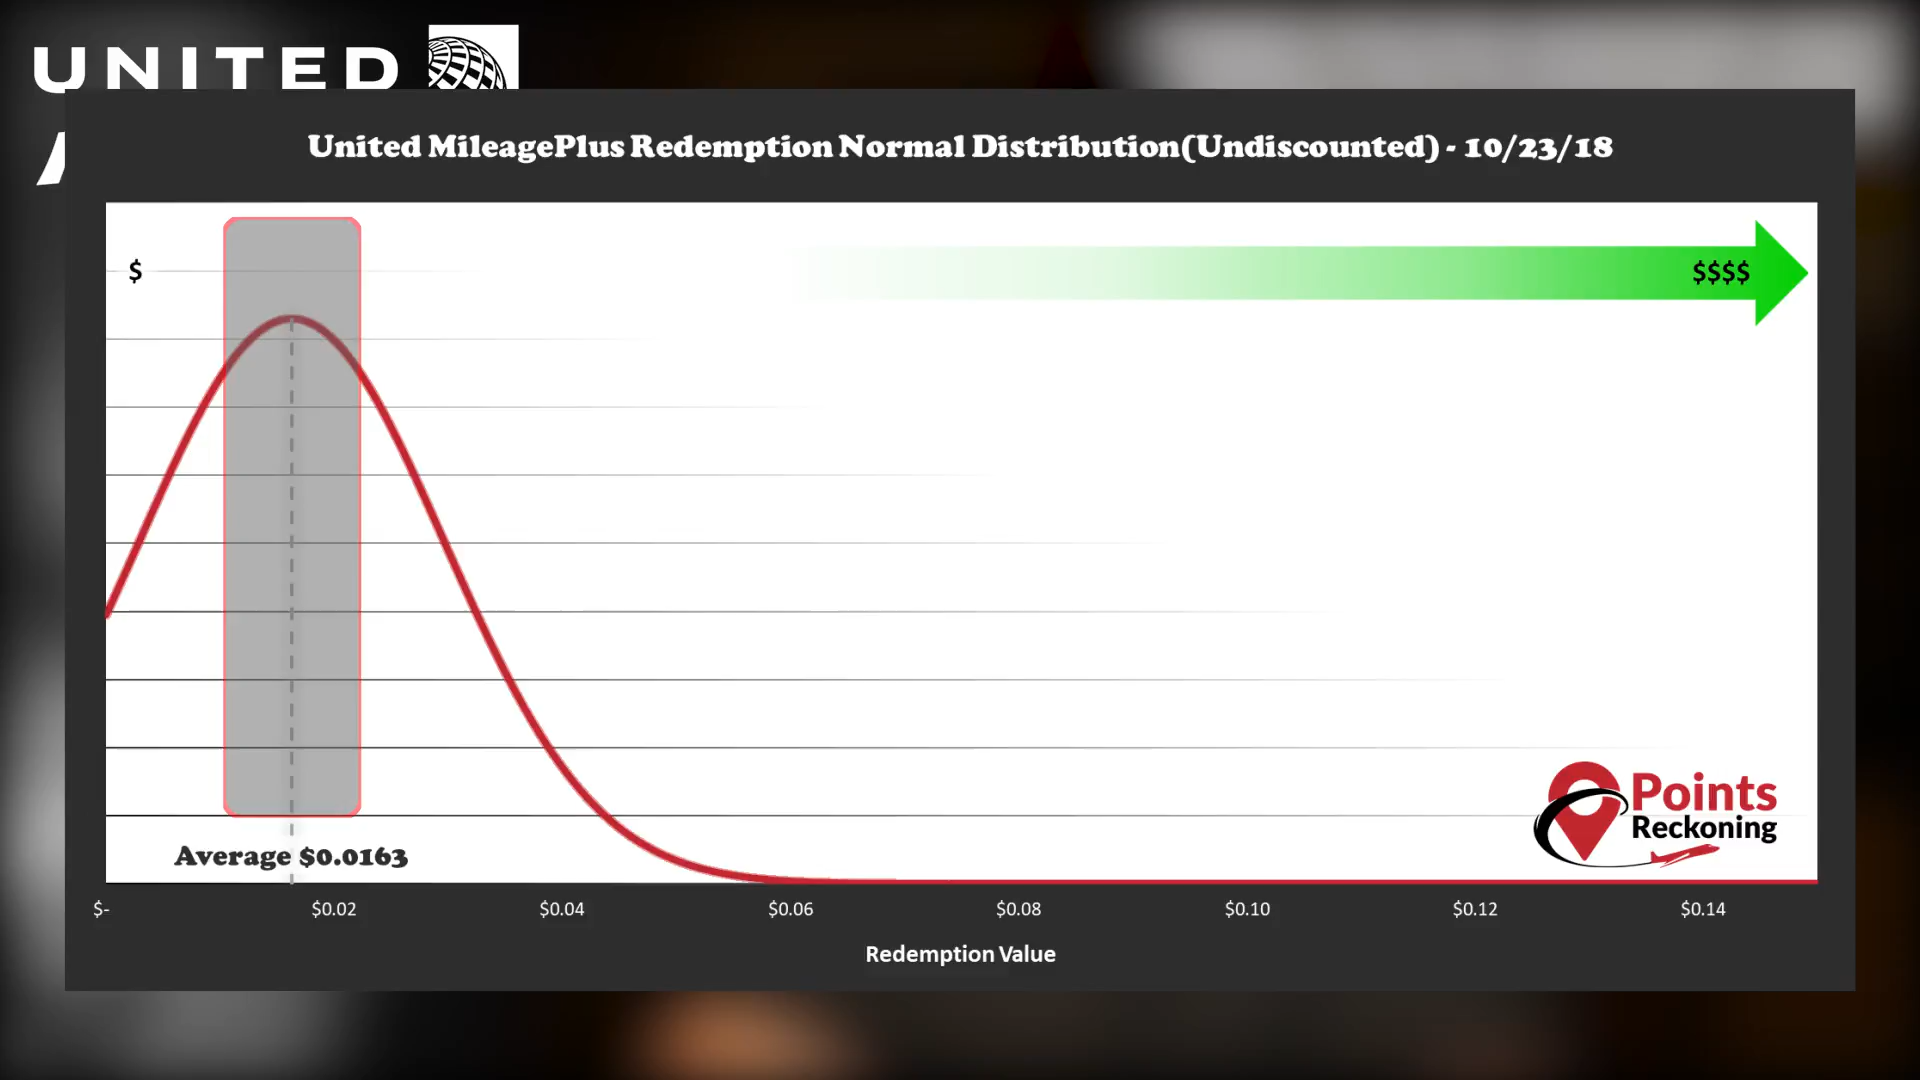 UNITED
United MileagePlus Redemption Normal Distribution(Undiscounted) - 10/23/18
$
$$$$
Points
Reckoning
Average $0.0163
$-
$0.02
$0.04
$0.06
$0.08
$0.10
$0.12
$0.14
Redemption Value